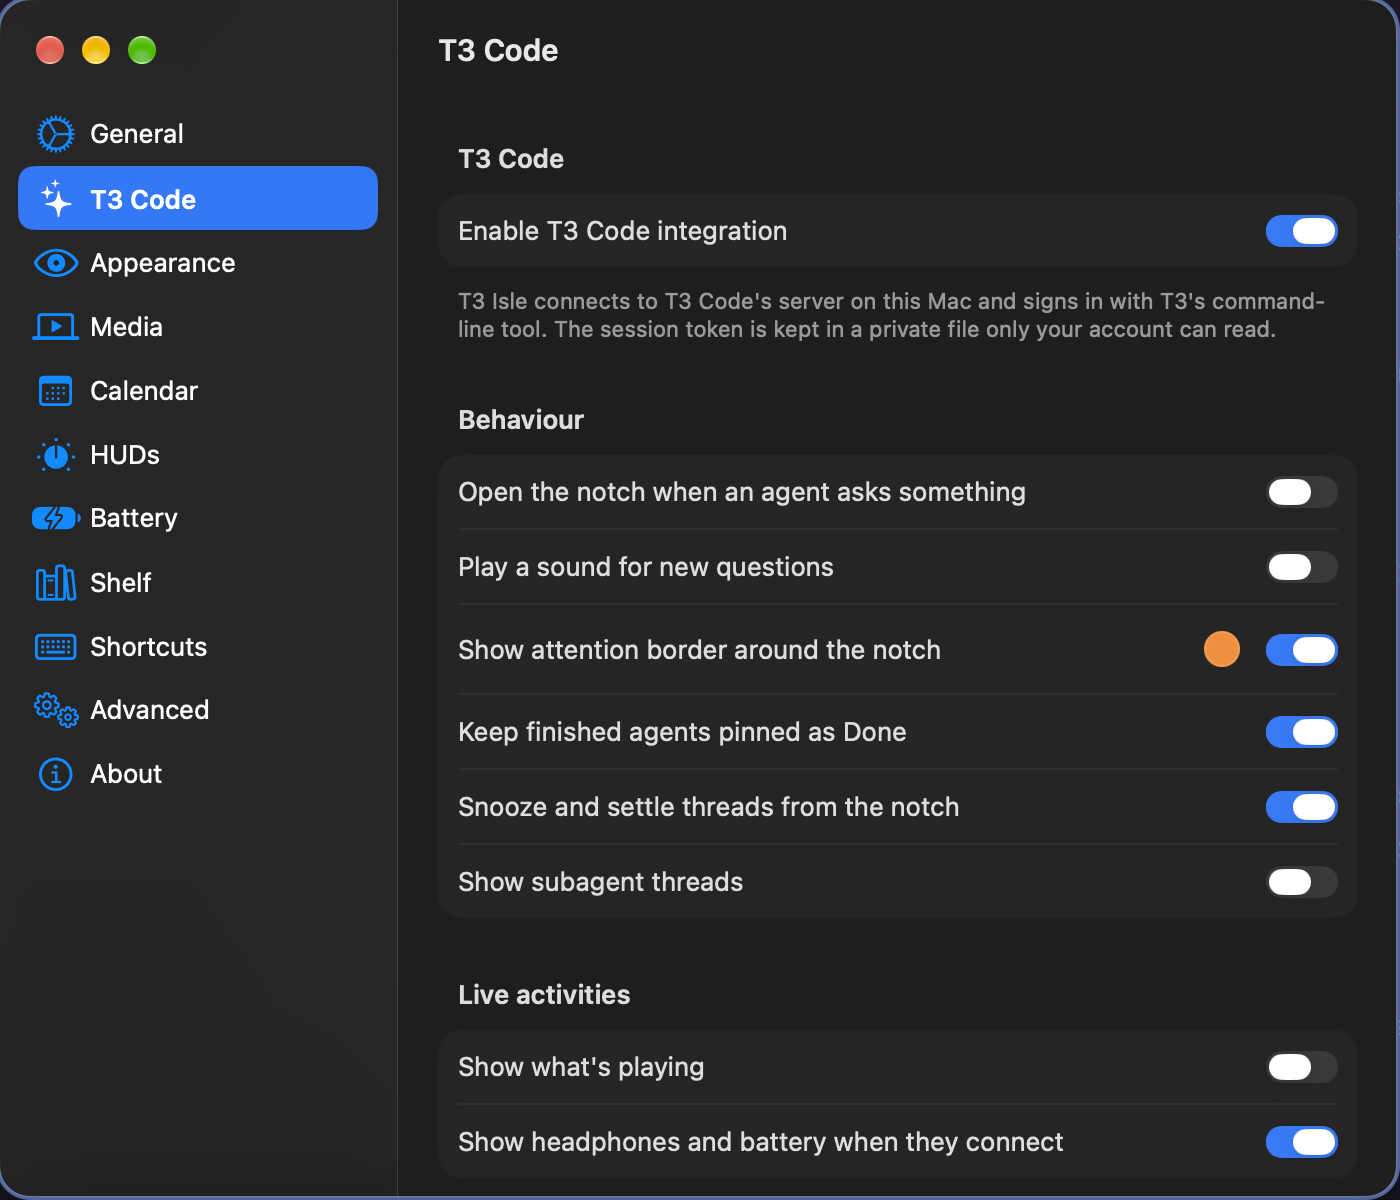 T3 Code
General
T3 Code
Appearance
Media
Calendar
HUDs
Battery
Shelf
Shortcuts
Advanced
About
T3 Code
Enable T3 Code integration
T3 Isle connects to T3 Code's server on this Mac and signs in with T3's command-
line tool. The session token is kept in a private file only your account can read.
Behaviour
Open the notch when an agent asks something
Play a sound for new questions
Show attention border around the notch
Keep finished agents pinned as Done
Snooze and settle threads from the notch
Show subagent threads
Live activities
Show what's playing
Show headphones and battery when they connect